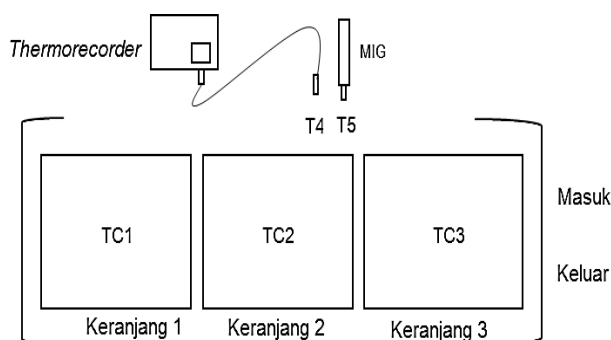 Thermorecorder
MIG
T4 T5
TC1 TC2 TC3
Masuk
Keluar
Keranjang 1 Keranjang 2 Keranjang 3